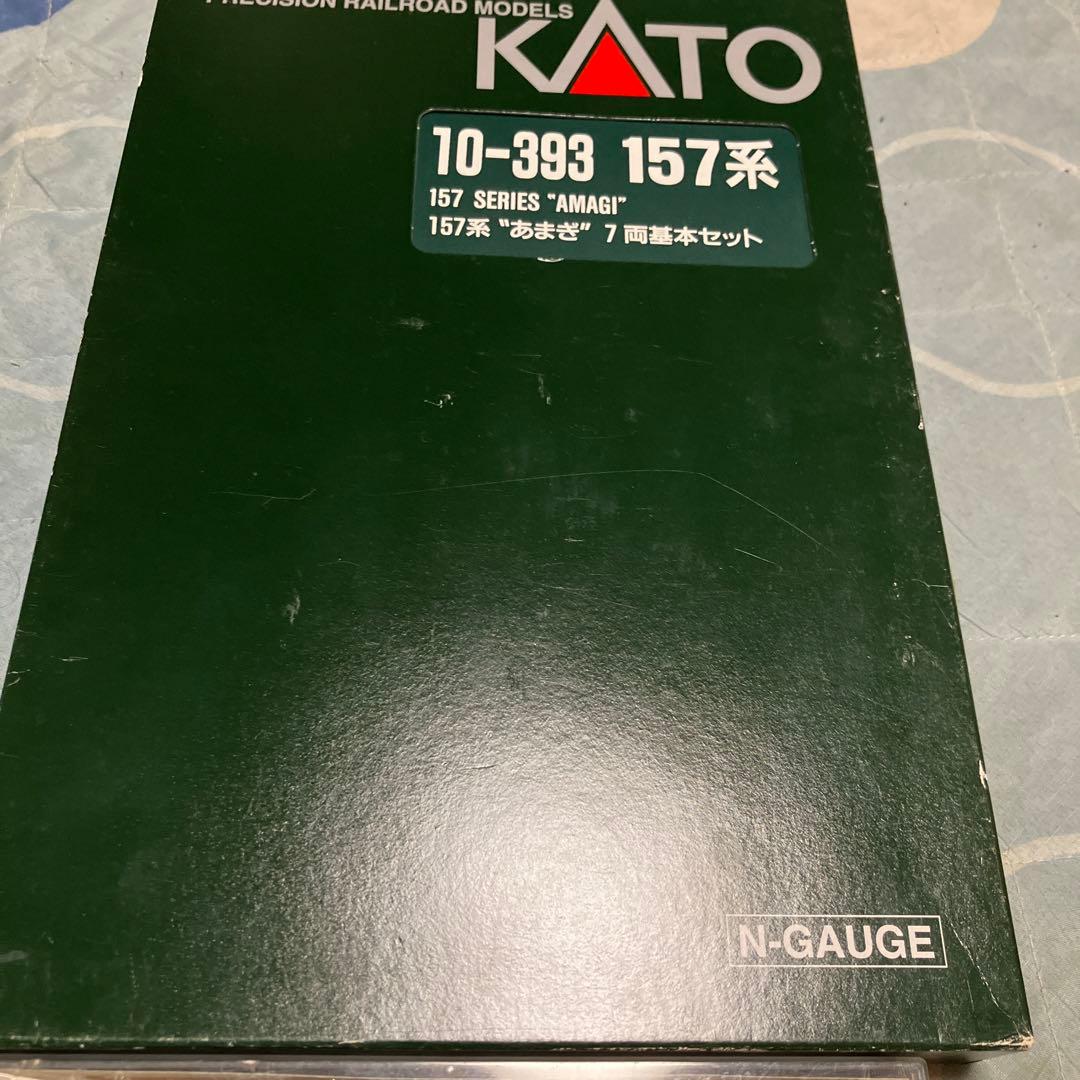 PRECISION RAILROAD MODELS
KATO
10-393 157系
157 SERIES "AMAGI"
157系 "あまぎ" 7両基本セット
N-GAUGE